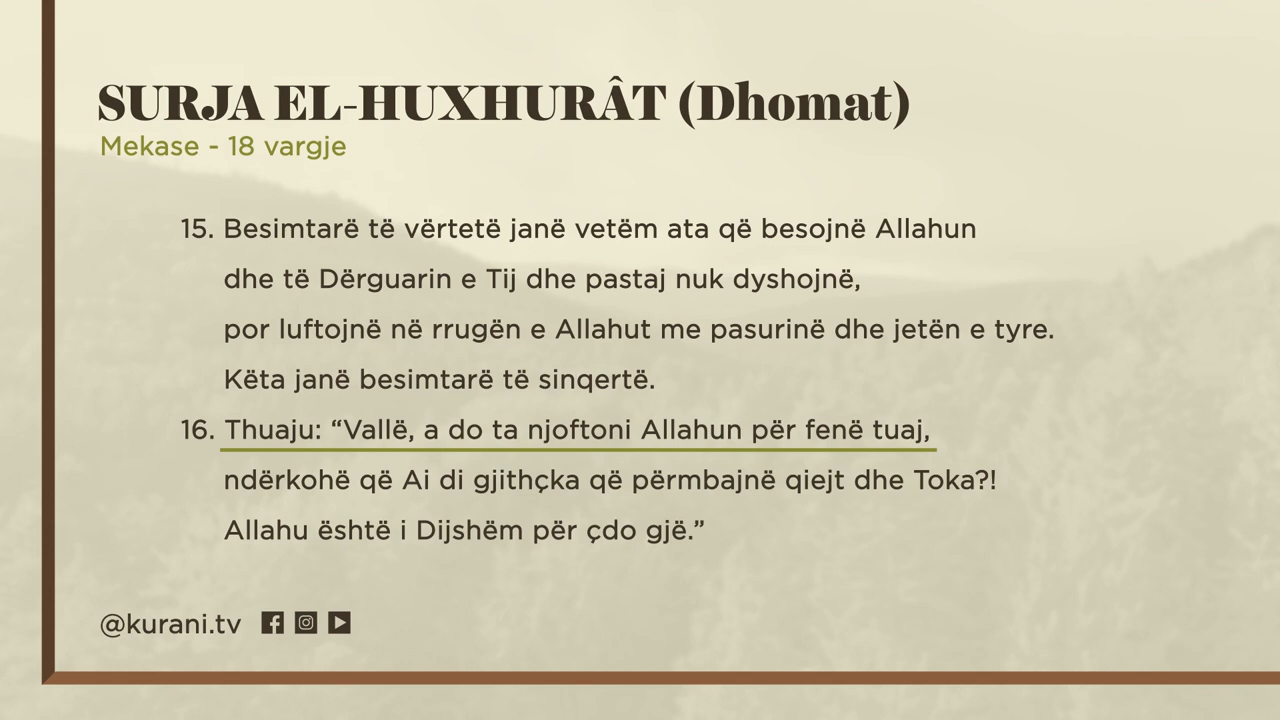 SURJA EL-HUXHURÂT (Dhomat)
Mekase - 18 vargje
15. Besimtarë të vërtetë janë vetëm ata që besojnë Allahun
dhe të Dërguarin e Tij dhe pastaj nuk dyshojnë,
por luftojnë në rrugën e Allahut me pasurinë dhe jetën e tyre.
Këta janë besimtarë të sinqertë.
16. Thuaju: “Vallë, a do ta njoftoni Allahun për fenë tuaj,
ndërkohë që Ai di gjithçka që përmbajnë qiejt dhe Toka?!
Allahu është i Dijshëm për çdo gjë.”
@kurani.tv